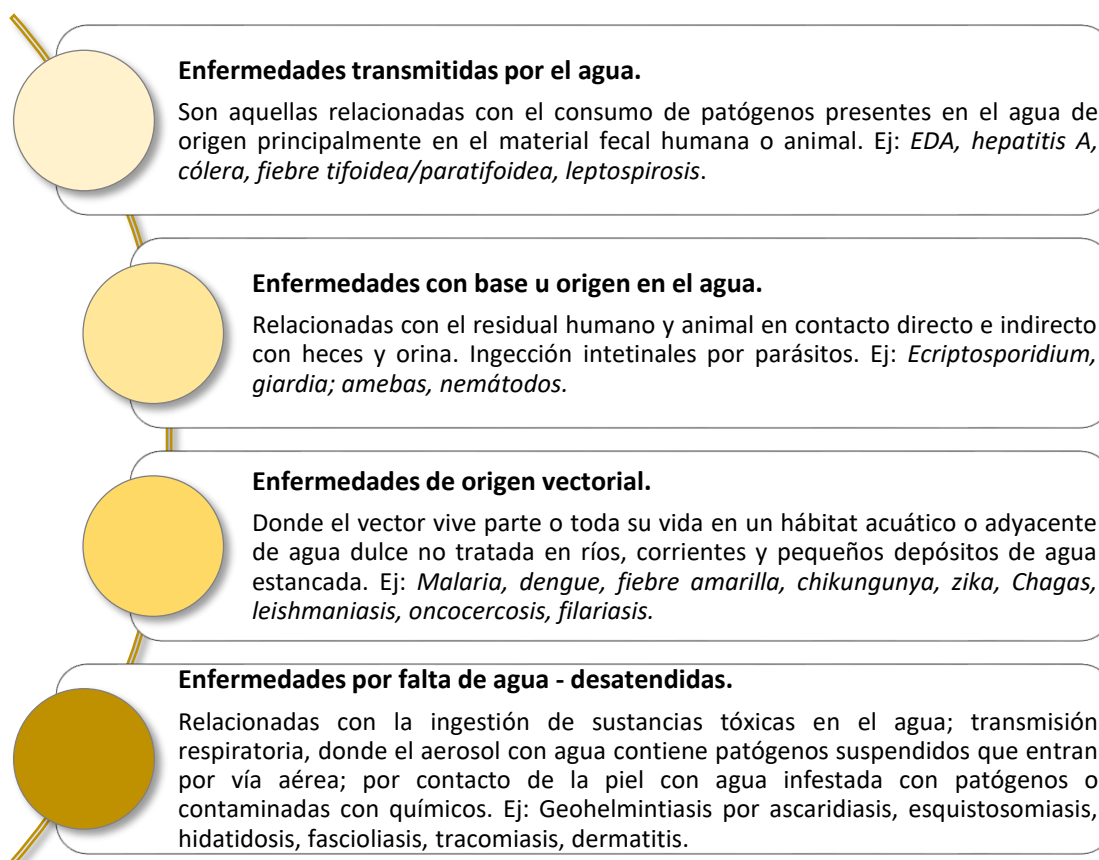 Enfermedades transmitidas por el agua.
Son aquellas relacionadas con el consumo de patógenos presentes en el agua de
origen principalmente en el material fecal humana o animal. Ej: EDA, hepatitis A,
cólera, fiebre tifoidea/paratifoidea, leptospirosis.
Enfermedades con base u origen en el agua.
Relacionadas con el residual humano y animal en contacto directo e indirecto
con heces y orina. Ingección intetinales por parásitos. Ej: Ecriptosporidium,
giardia; amebas, nemátodos.
Enfermedades de origen vectorial.
Donde el vector vive parte o toda su vida en un hábitat acuático o adyacente
de agua dulce no tratada en ríos, corrientes y pequeños depósitos de agua
estancada. Ej: Malaria, dengue, fiebre amarilla, chikungunya, zika, Chagas,
leishmaniasis, oncocercosis, filariasis.
Enfermedades por falta de agua - desatendidas.
Relacionadas con la ingestión de sustancias tóxicas en el agua; transmisión
respiratoria, donde el aerosol con agua contiene patógenos suspendidos que entran
por vía aérea; por contacto de la piel con agua infestada con patógenos o
contaminadas con químicos. Ej: Geohelmintiasis por ascaridiasis, esquistosomiasis,
hidatidosis, fascioliasis, tracomiasis, dermatitis.